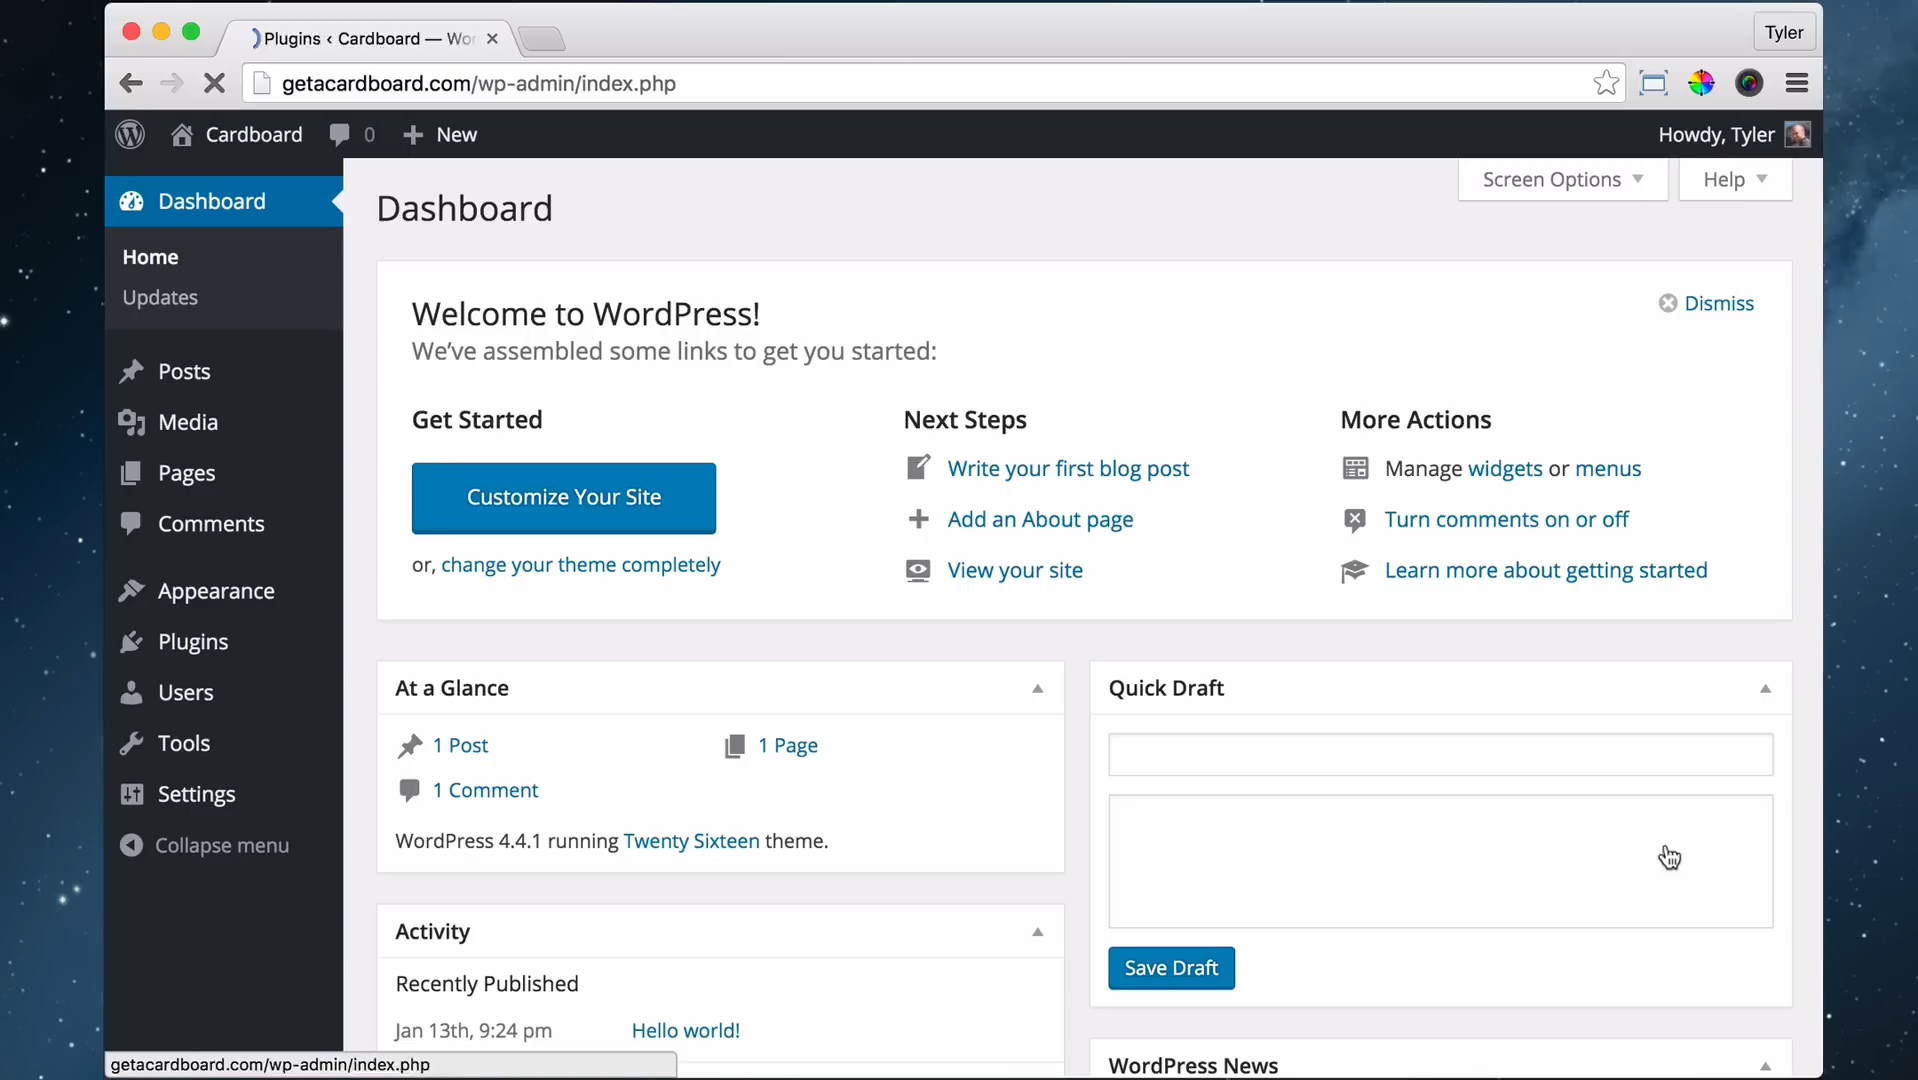 Plugins ‹ Cardboard — Wo
Tyler
getacardboard.com/wp-admin/index.php
Cardboard
0
New
Howdy, Tyler
Dashboard
Home
Updates
Posts
Media
Pages
Comments
Appearance
Plugins
Users
Tools
Settings
Collapse menu
Dashboard
Screen Options
Help
Welcome to WordPress!
We've assembled some links to get you started:
Dismiss
Get Started
Customize Your Site
or, change your theme completely
Next Steps
Write your first blog post
Add an About page
View your site
More Actions
Manage widgets or menus
Turn comments on or off
Learn more about getting started
At a Glance
1 Post
1 Page
1 Comment
WordPress 4.4.1 running Twenty Sixteen theme.
Activity
Recently Published
Jan 13th, 9:24 pm
Hello world!
Quick Draft
Save Draft
WordPress News
getacardboard.com/wp-admin/index.php